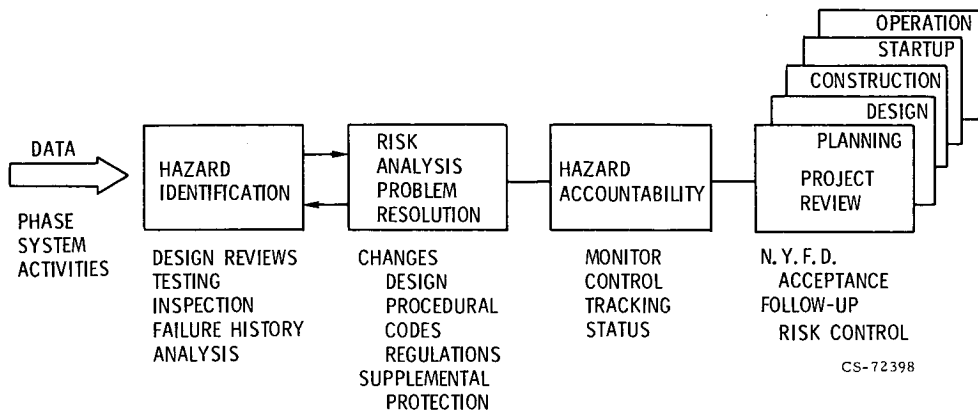 DATA
PHASE
SYSTEM
ACTIVITIES
HAZARD
IDENTIFICATION
DESIGN REVIEWS
TESTING
INSPECTION
FAILURE HISTORY
ANALYSIS
RISK
ANALYSIS
PROBLEM
RESOLUTION
CHANGES
DESIGN
PROCEDURAL
CODES
REGULATIONS
SUPPLEMENTAL
PROTECTION
HAZARD
ACCOUNTABILITY
MONITOR
CONTROL
TRACKING
STATUS
OPERATION
STARTUP
CONSTRUCTION
DESIGN
PLANNING
PROJECT
REVIEW
N.Y.F.D.
ACCEPTANCE
FOLLOW-UP
RISK CONTROL
CS-72398